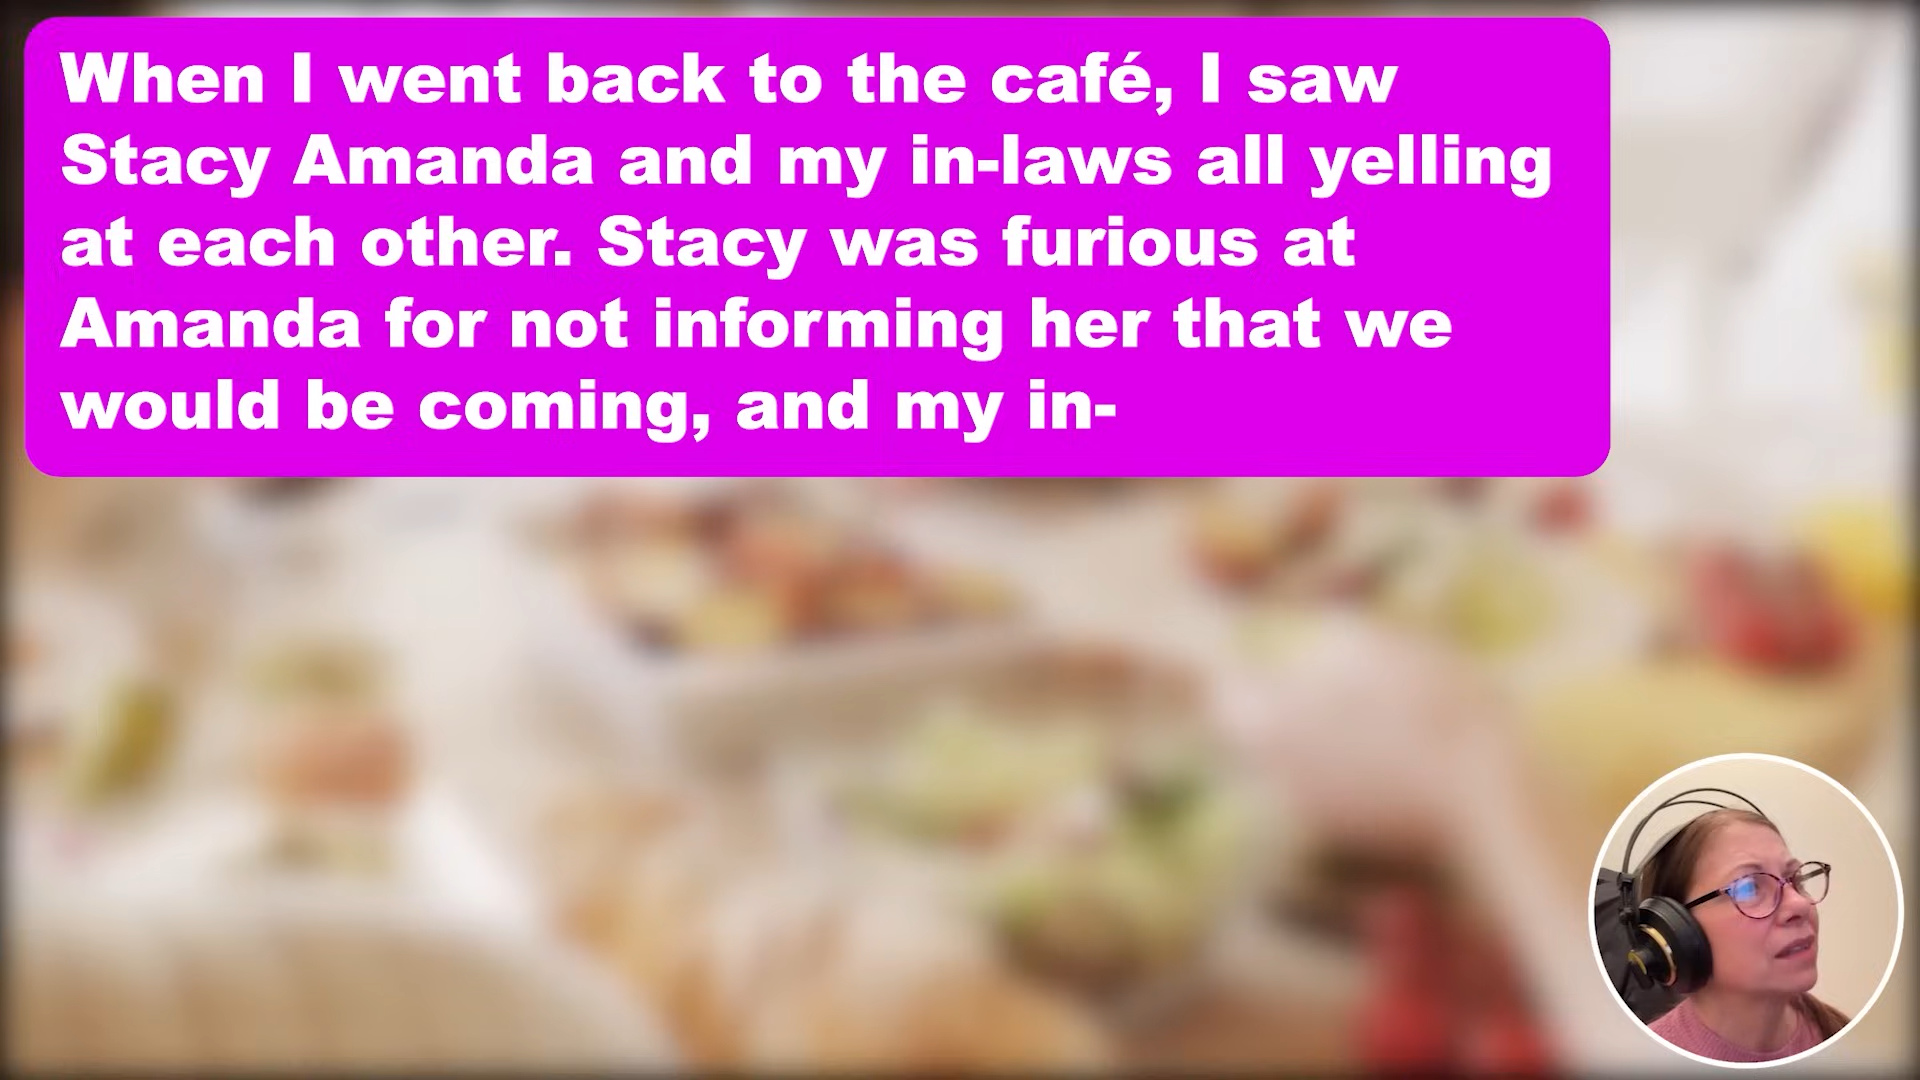 When I went back to the café, I saw
Stacy Amanda and my in-laws all yelling
at each other. Stacy was furious at
Amanda for not informing her that we
would be coming, and my in-